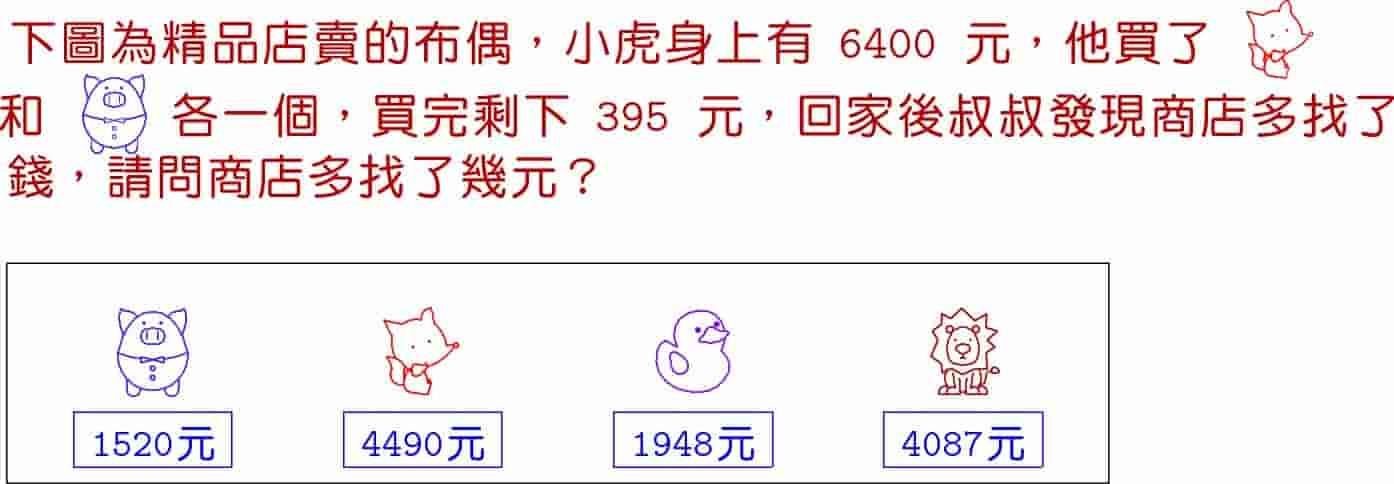 下圖為精品店賣的布偶，小虎身上有 6400 元，他買了
和 各一個，買完剩下 395 元，回家後叔叔發現商店多找了
錢，請問商店多找了幾元？
1520元 4490元 1948元 4087元